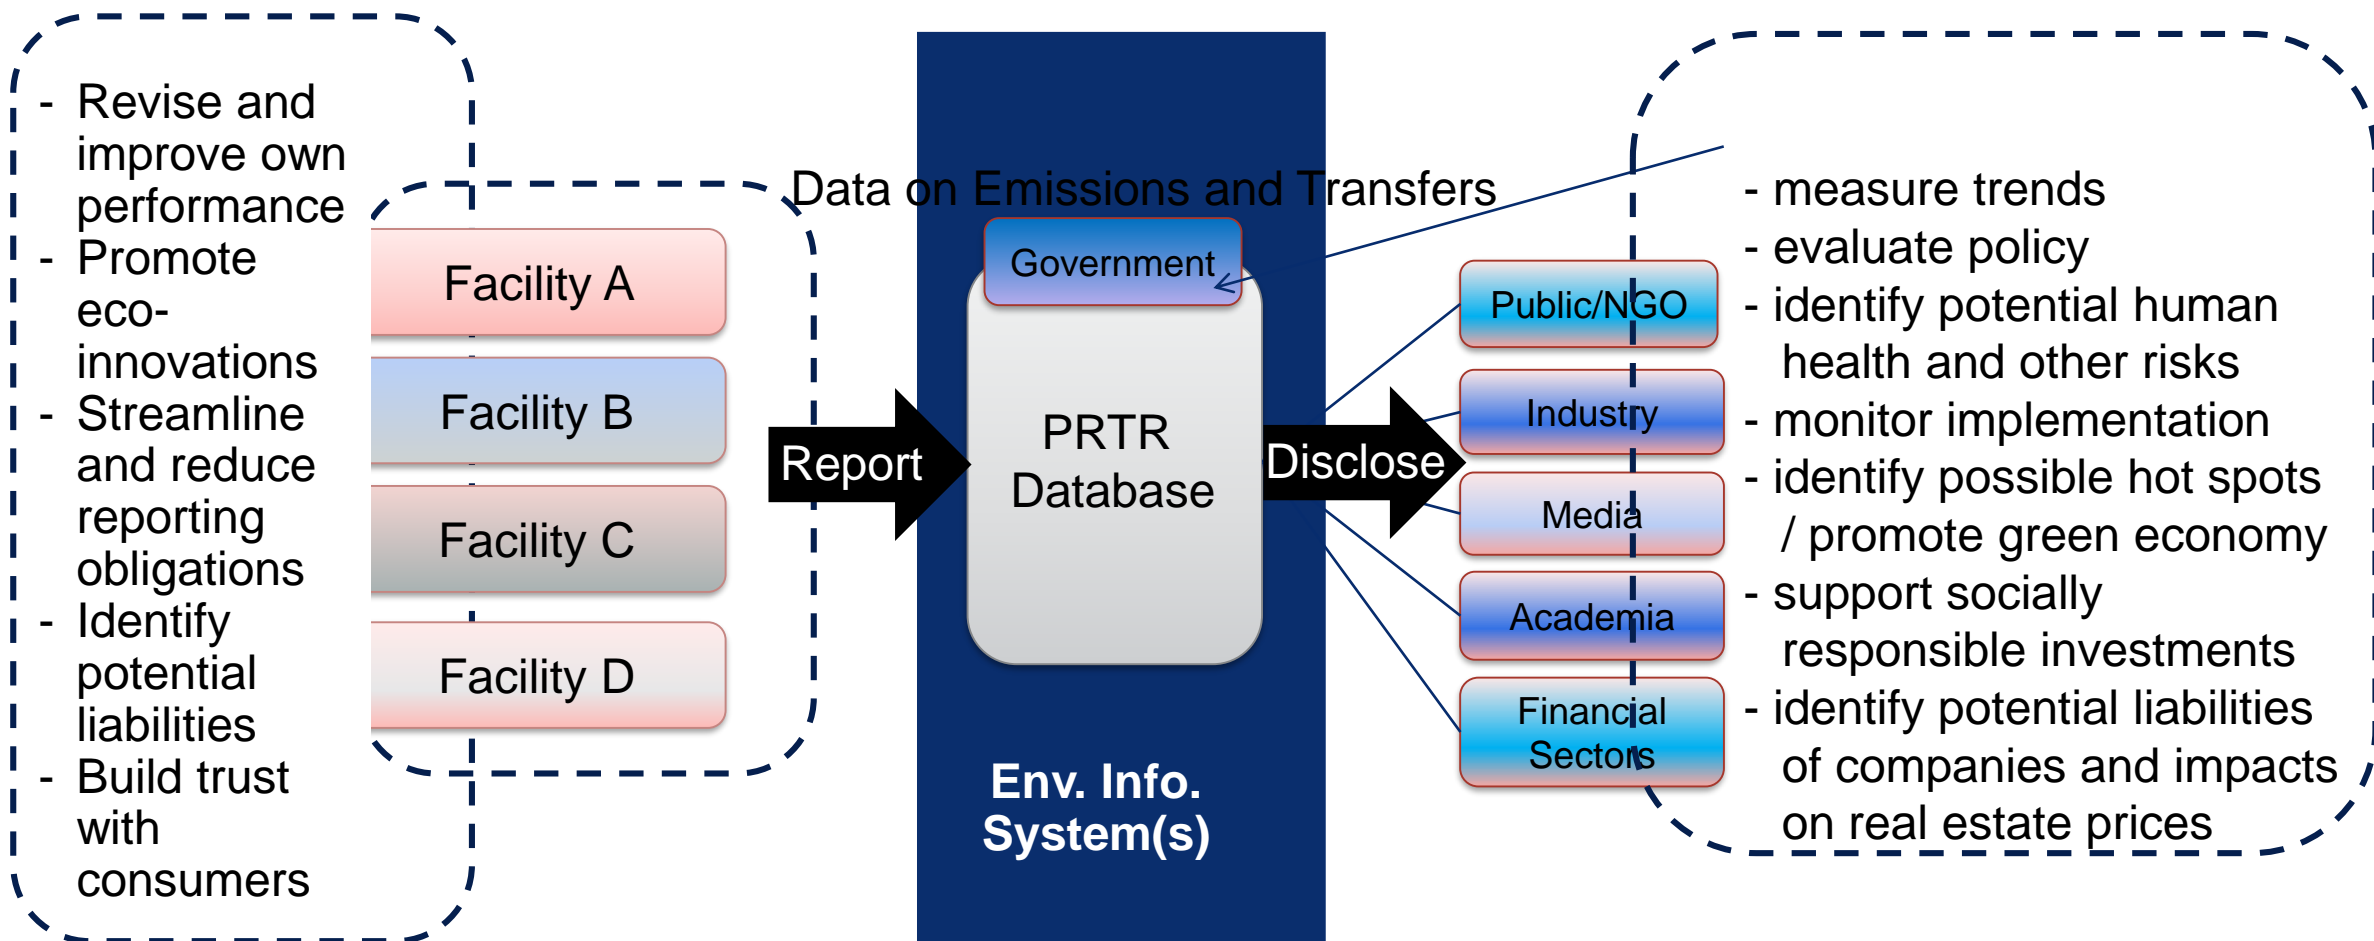 - Revise and
improve own
performance
- Promote
eco-
innovations
- Streamline
and reduce
reporting
obligations
- Identify
potential
liabilities
- Build trust
with
consumers
Facility A
Facility B
Facility C
Facility D
Report
Data on Emissions and Transfers
Government
PRTR
Database
Env. Info.
System(s)
Disclose
Public/NGO
Industry
Media
Academia
Financial
Sectors
- measure trends
- evaluate policy
- identify potential human
health and other risks
- monitor implementation
- identify possible hot spots
/ promote green economy
- support socially
responsible investments
- identify potential liabilities
of companies and impacts
on real estate prices